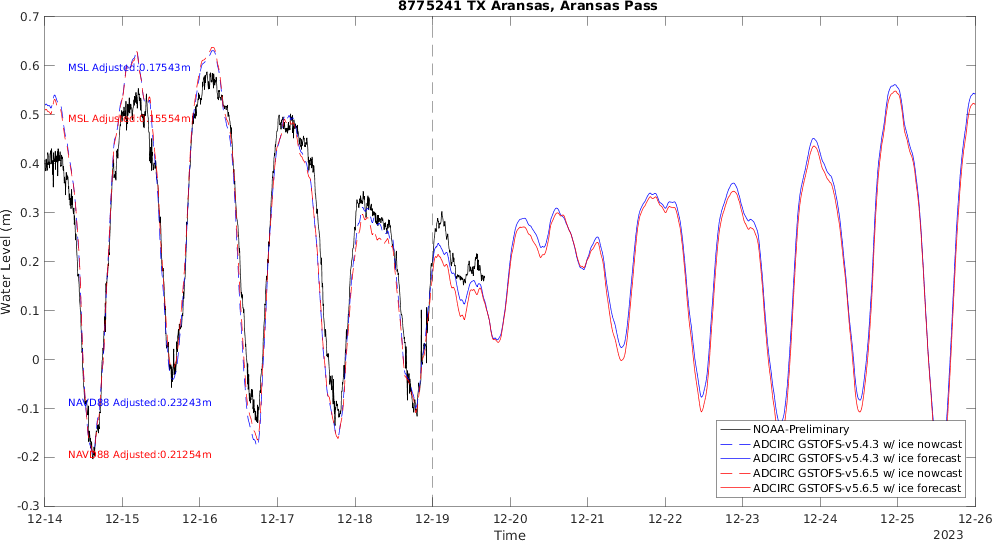 8775241 TX Aransas, Aransas Pass
0.7
0.6
0.5
0.4
0.3
0.2
0.1
0
-0.1
-0.2
-0.3
Water Level (m)
MSL Adjusted:0.17543m
MSL Adjusted:0.15554m
NAVD88 Adjusted:0.23243m
NAVD88 Adjusted:0.21254m
NOAA-Preliminary
ADCIRC GSTOFS-v5.4.3 w/ ice nowcast
ADCIRC GSTOFS-v5.4.3 w/ ice forecast
ADCIRC GSTOFS-v5.6.5 w/ ice nowcast
ADCIRC GSTOFS-v5.6.5 w/ ice forecast
12-14 12-15 12-16 12-17 12-18 12-19 12-20 12-21 12-22 12-23 12-24 12-25 12-26
Time
2023